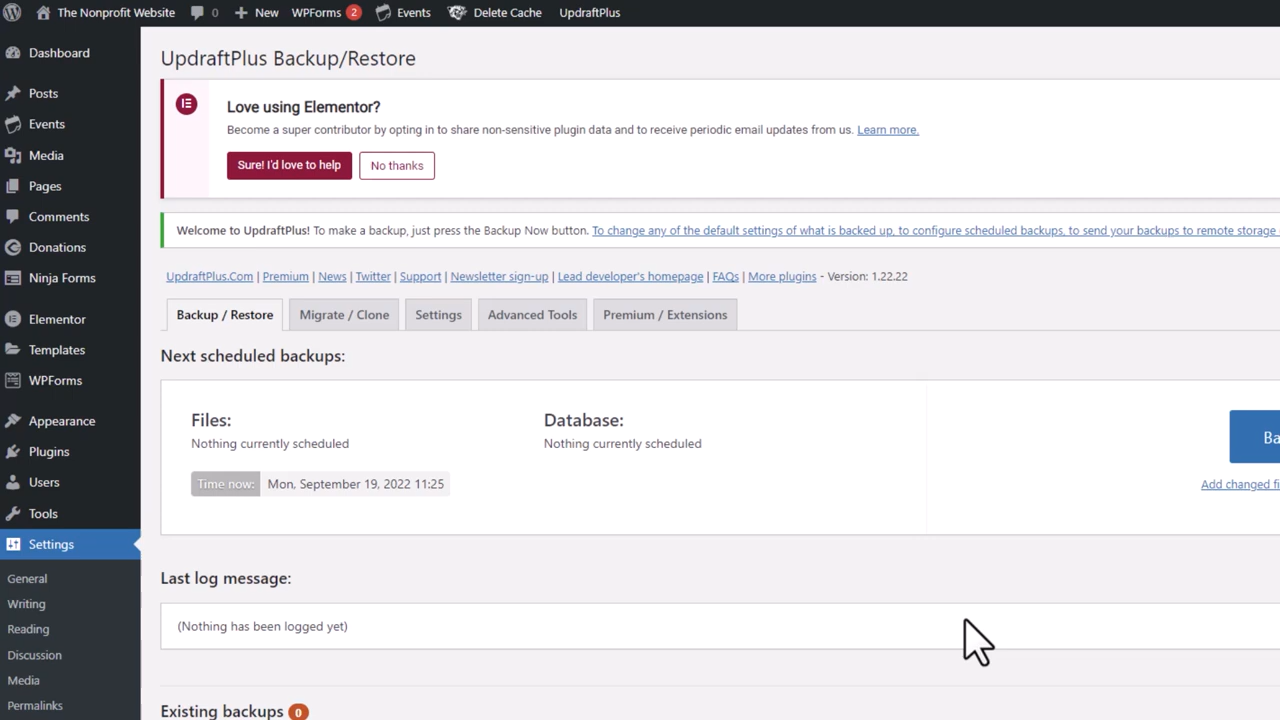 The Nonprofit Website 0 New WPForms 2 Events Delete Cache UpdraftPlus
Dashboard
Posts
Events
Media
Pages
Comments
Donations
Ninja Forms
Elementor
Templates
WPForms
Appearance
Plugins
Users
Tools
Settings
General
Writing
Reading
Discussion
Media
Permalinks
UpdraftPlus Backup/Restore
Love using Elementor?
Become a super contributor by opting in to share non-sensitive plugin data and to receive periodic email updates from us. Learn more.
Sure! I'd love to help No thanks
Welcome to UpdraftPlus! To make a backup, just press the Backup Now button. To change any of the default settings of what is backed up, to configure scheduled backups, to send your backups to remote storage
UpdraftPlus.Com | Premium | News | Twitter | Support | Newsletter sign-up | Lead developer's homepage | FAQs | More plugins - Version: 1.22.22
Backup / Restore Migrate / Clone Settings Advanced Tools Premium / Extensions
Next scheduled backups:
Files: Database:
Nothing currently scheduled Nothing currently scheduled
Ba
Time now: Mon, September 19, 2022 11:25
Add changed fi
Last log message:
(Nothing has been logged yet)
Existing backups 0